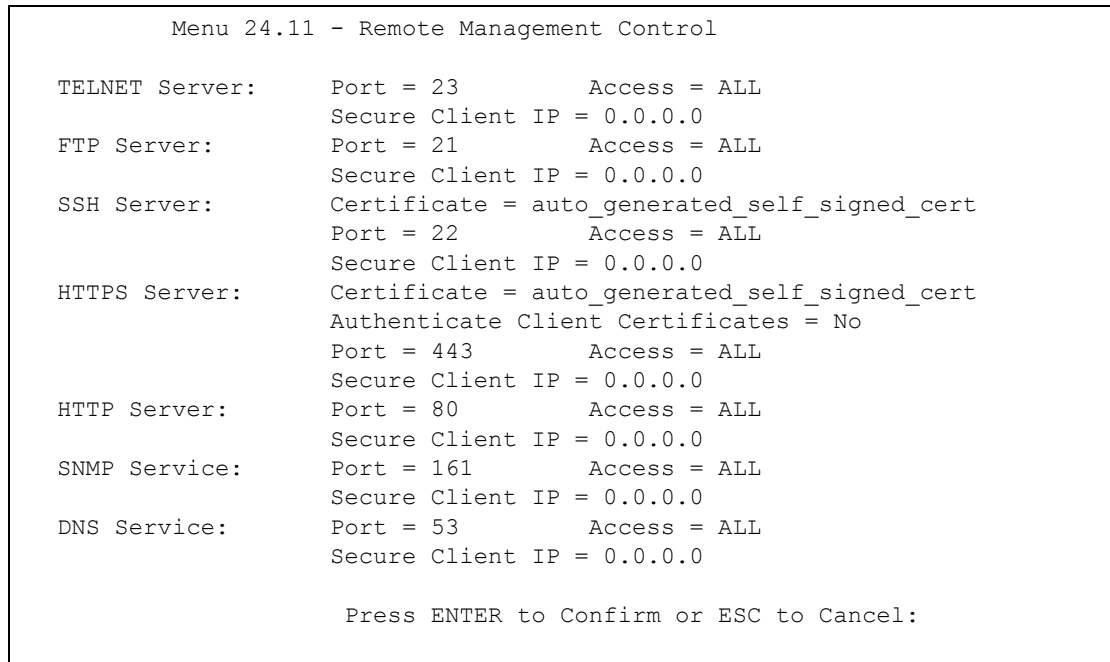 Menu 24.11 - Remote Management Control
TELNET Server: Port = 23 Access = ALL
Secure Client IP = 0.0.0.0
FTP Server: Port = 21 Access = ALL
Secure Client IP = 0.0.0.0
SSH Server: Certificate = auto_generated_self_signed_cert
Port = 22 Access = ALL
Secure Client IP = 0.0.0.0
HTTPS Server: Certificate = auto_generated_self_signed_cert
Authenticate Client Certificates = No
Port = 443 Access = ALL
Secure Client IP = 0.0.0.0
HTTP Server: Port = 80 Access = ALL
Secure Client IP = 0.0.0.0
SNMP Service: Port = 161 Access = ALL
Secure Client IP = 0.0.0.0
DNS Service: Port = 53 Access = ALL
Secure Client IP = 0.0.0.0
Press ENTER to Confirm or ESC to Cancel: